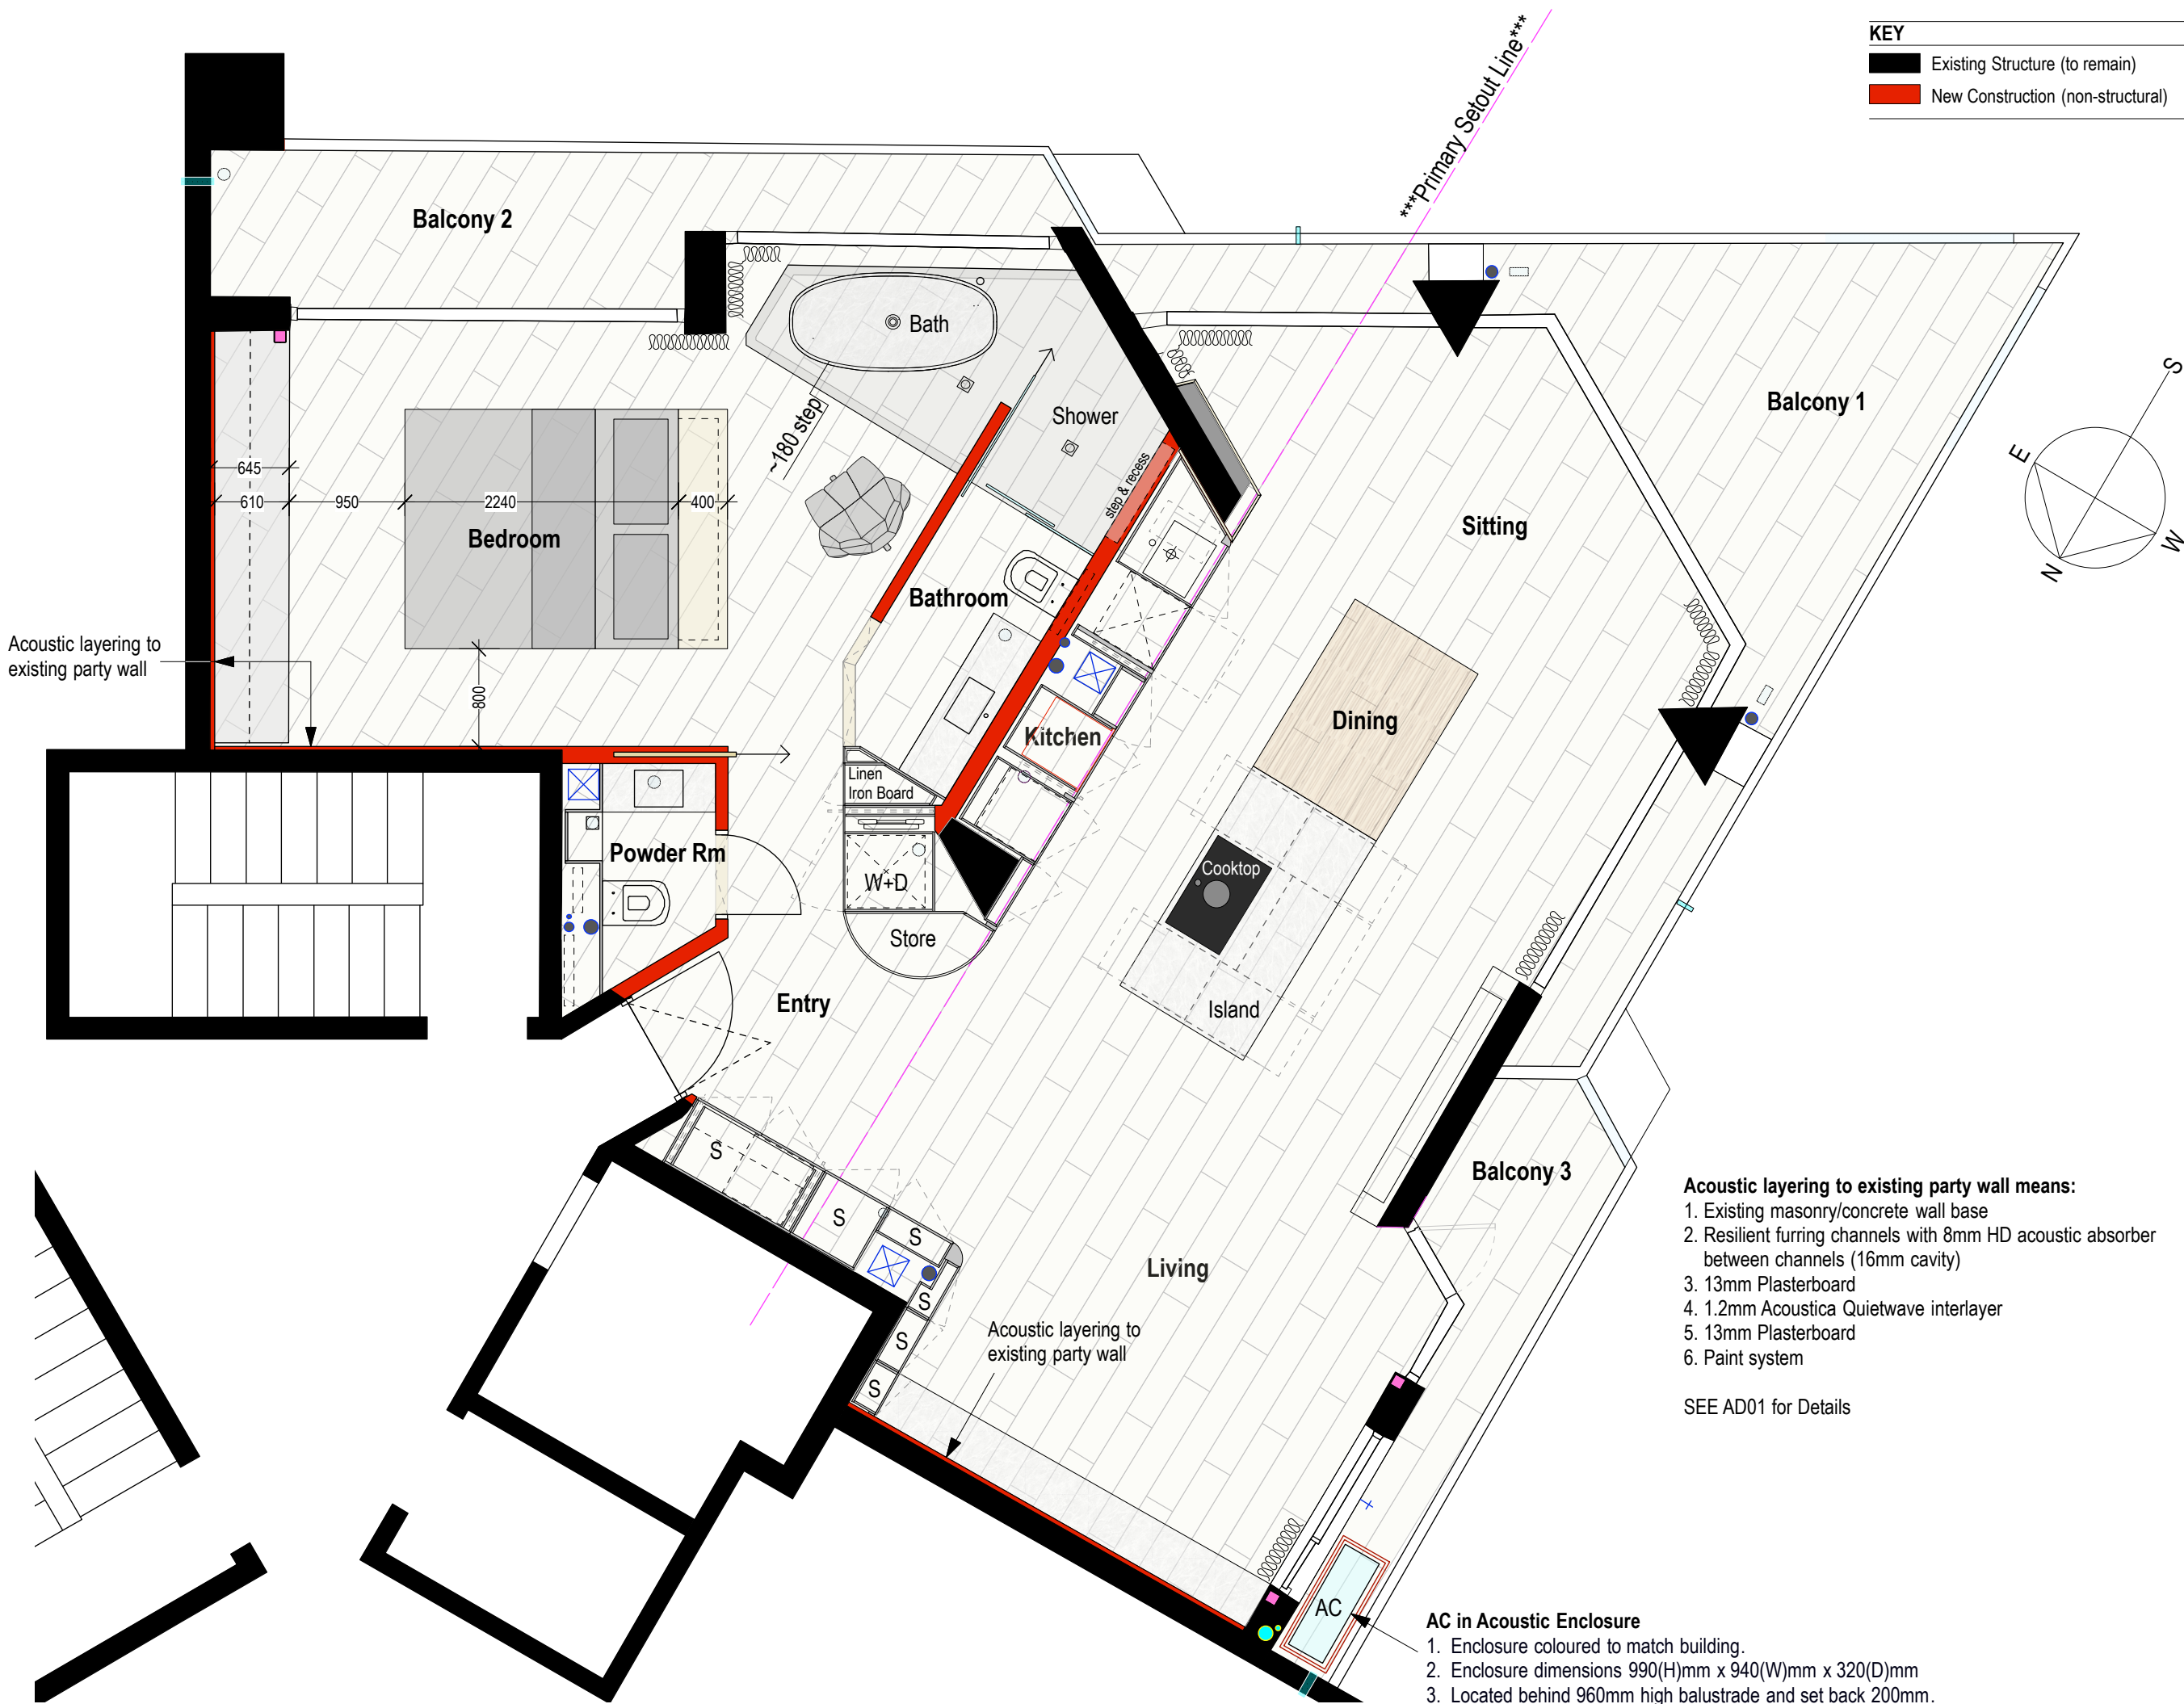 ***Primary Setout Line***
KEY
Existing Structure (to remain)
New Construction (non-structural)
Balcony 2
Bath
~180 step
Shower
step & recess
Balcony 1
S
E
W
N
645
610
950
2240
400
Bedroom
800
Acoustic layering to
existing party wall
Sitting
Bathroom
Dining
Kitchen
Linen
Iron Board
Powder Rm
W+D
Store
Cooktop
Island
Entry
S
S
S
S
S
S
Living
Balcony 3
Acoustic layering to
existing party wall
Acoustic layering to existing party wall means:
1. Existing masonry/concrete wall base
2. Resilient furring channels with 8mm HD acoustic absorber
between channels (16mm cavity)
3. 13mm Plasterboard
4. 1.2mm Acoustica Quietwave interlayer
5. 13mm Plasterboard
6. Paint system
SEE AD01 for Details
AC
AC in Acoustic Enclosure
1. Enclosure coloured to match building.
2. Enclosure dimensions 990(H)mm x 940(W)mm x 320(D)mm
3. Located behind 960mm high balustrade and set back 200mm.